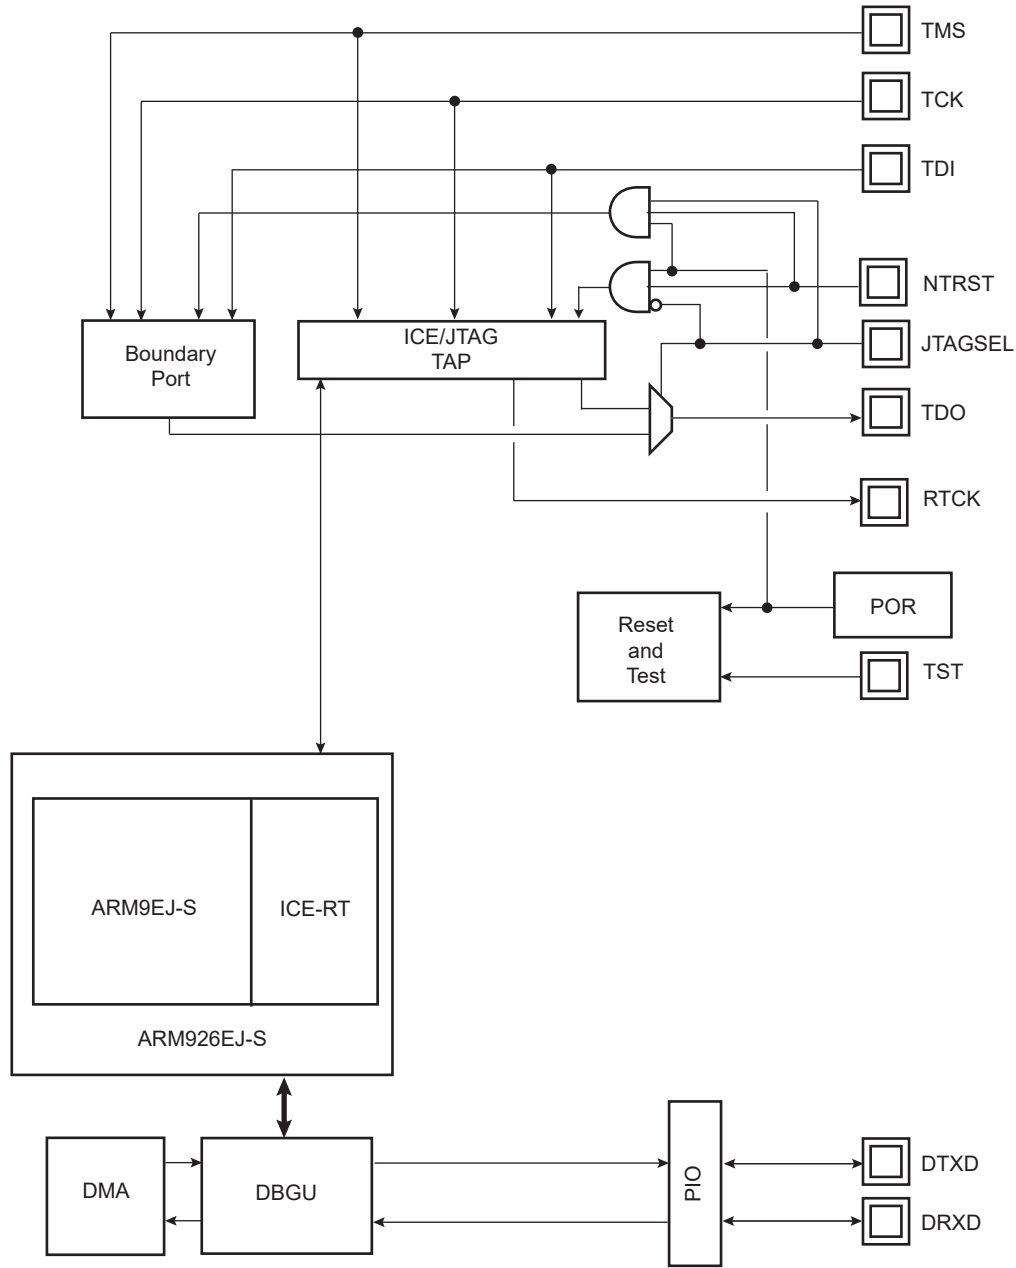 TMS
TCK
TDI
NTRST
JTAGSEL
TDO
RTCK
Boundary
Port
ICE/JTAG
TAP
POR
Reset
and
Test
TST
ARM9EJ-S
ICE-RT
ARM926EJ-S
DMA
DBGU
PIO
DTXD
DRXD